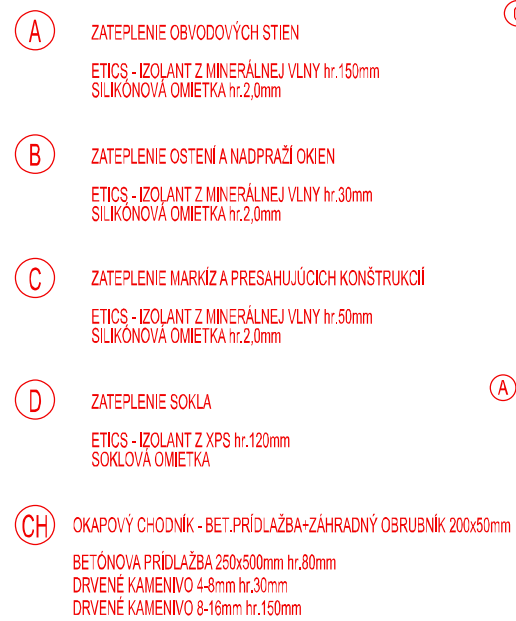 A ZATEPLENIE OBVODOVÝCH STIEN
ETICS - IZOLANT Z MINERÁLNEJ VLNY hr.150mm
SILIKÓNOVÁ OMIETKA hr.2,0mm
B ZATEPLENIE OSTENÍ A NADPRAŽÍ OKIEN
ETICS - IZOLANT Z MINERÁLNEJ VLNY hr.30mm
SILIKÓNOVÁ OMIETKA hr.2,0mm
C ZATEPLENIE MARKÍZ A PRESAHUJÚCICH KONŠTRUKCIÍ
ETICS - IZOLANT Z MINERÁLNEJ VLNY hr.50mm
SILIKÓNOVÁ OMIETKA hr.2,0mm
D ZATEPLENIE SOKLA
A
ETICS - IZOLANT Z XPS hr.120mm
SOKLOVÁ OMIETKA
CH OKAPOVÝ CHODNÍK - BET.PRÍDLAŽBA+ZÁHRADNÝ OBRUBNÍK 200x50mm
BETÓNOVA PRÍDLAŽBA 250x500mm hr.80mm
DRVENÉ KAMENIVO 4-8mm hr.30mm
DRVENÉ KAMENIVO 8-16mm hr.150mm